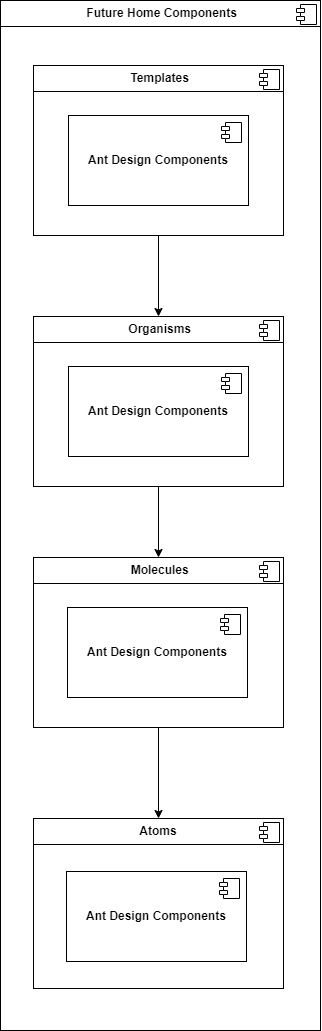 Future Home Components
Templates
Ant Design Components
Organisms
Ant Design Components
Molecules
Ant Design Components
Atoms
Ant Design Components